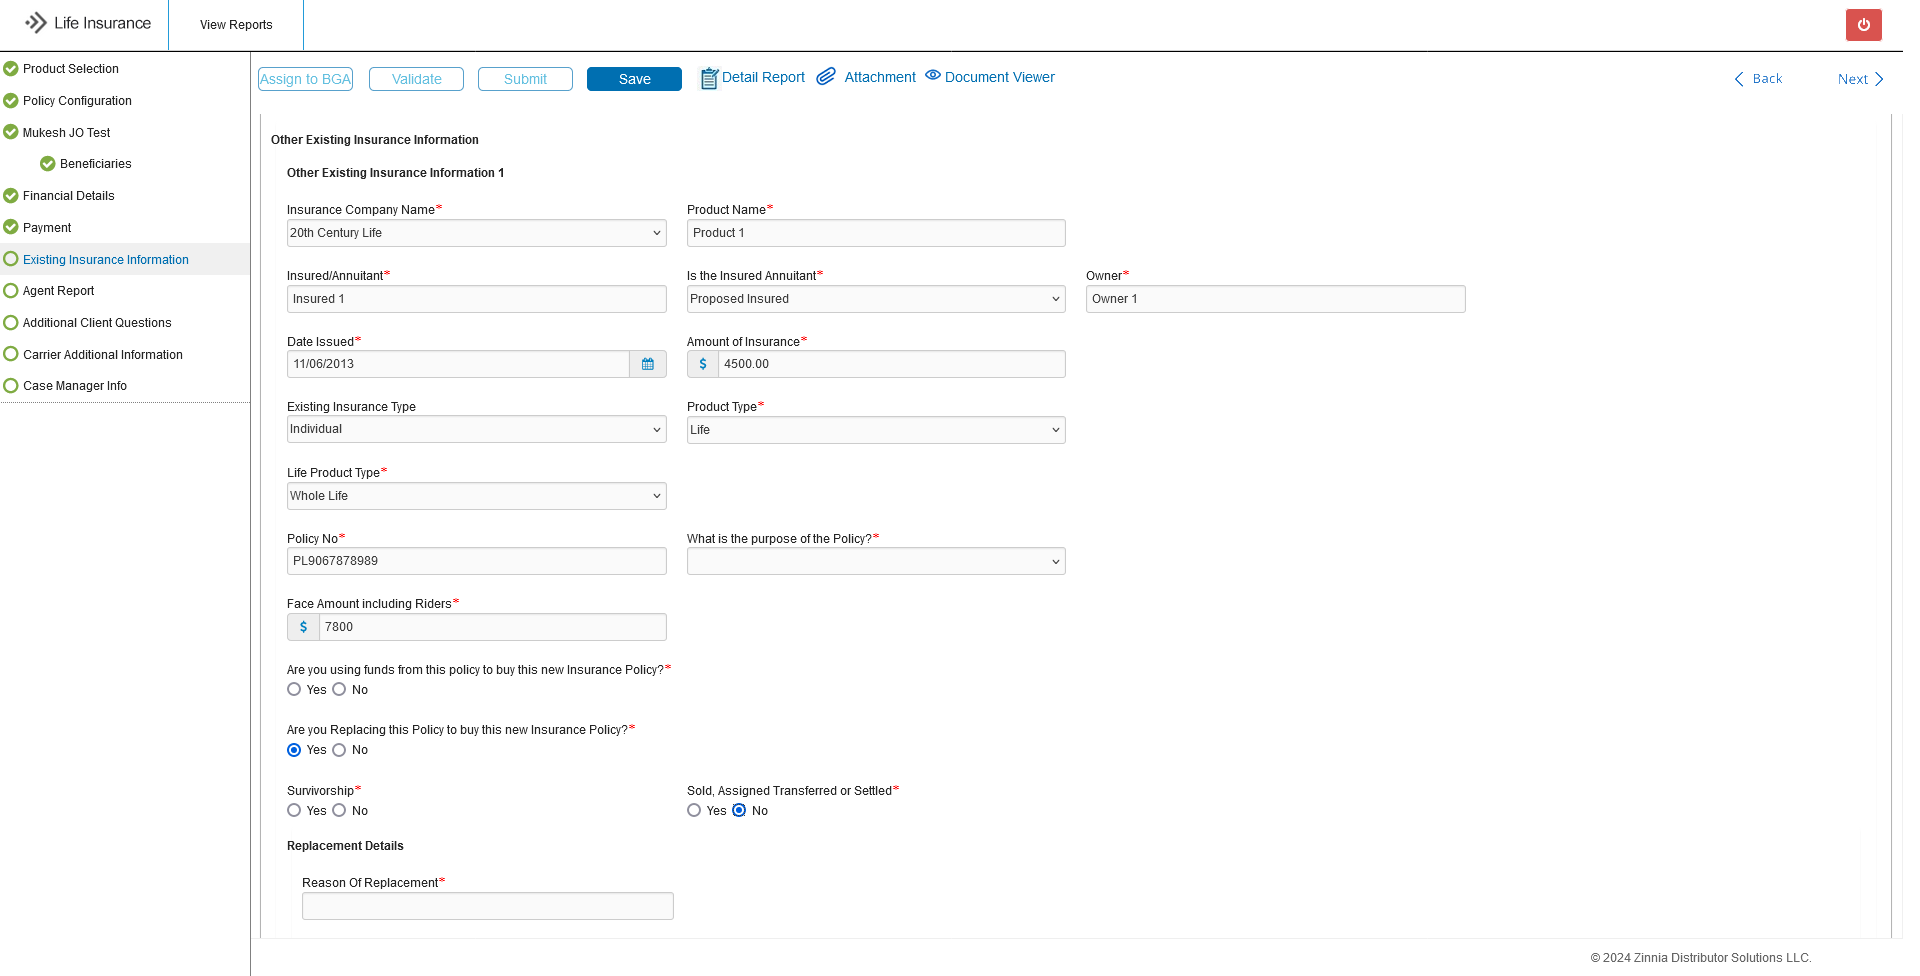 Life Insurance
View Reports
Product Selection
Policy Configuration
Mukesh JO Test
Beneficiaries
Financial Details
Payment
Existing Insurance Information
Agent Report
Additional Client Questions
Carrier Additional Information
Case Manager Info
Assign to BGA Validate Submit Save Detail Report Attachment Document Viewer Back Next
Other Existing Insurance Information
Other Existing Insurance Information 1
Insurance Company Name* Product Name*
20th Century Life Product 1
Insured/Annuitant* Is the Insured Annuitant* Owner*
Insured 1 Proposed Insured Owner 1
Date Issued* Amount of Insurance*
11/06/2013 $ 4500.00
Existing Insurance Type Product Type*
Individual Life
Life Product Type*
Whole Life
Policy No* What is the purpose of the Policy?*
PL9067878989
Face Amount including Riders*
$ 7800
Are you using funds from this policy to buy this new Insurance Policy?*
Yes No
Are you Replacing this Policy to buy this new Insurance Policy?*
Yes No
Survivorship* Sold, Assigned Transferred or Settled*
Yes No Yes No
Replacement Details
Reason Of Replacement*
© 2024 Zinnia Distributor Solutions LLC.